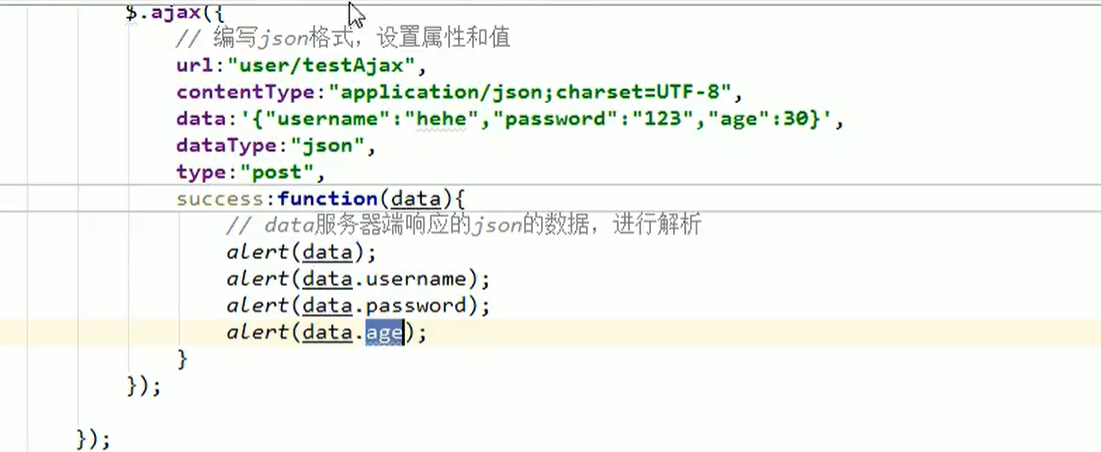 $.ajax({
// 编写json格式，设置属性和值
url:"user/testAjax",
contentType:"application/json;charset=UTF-8",
data:'{"username":"hehe","password":"123","age":30}',
dataType:"json",
type:"post",
success:function(data){
// data服务器端响应的json的数据，进行解析
alert(data);
alert(data.username);
alert(data.password);
alert(data.age);
}
});
});